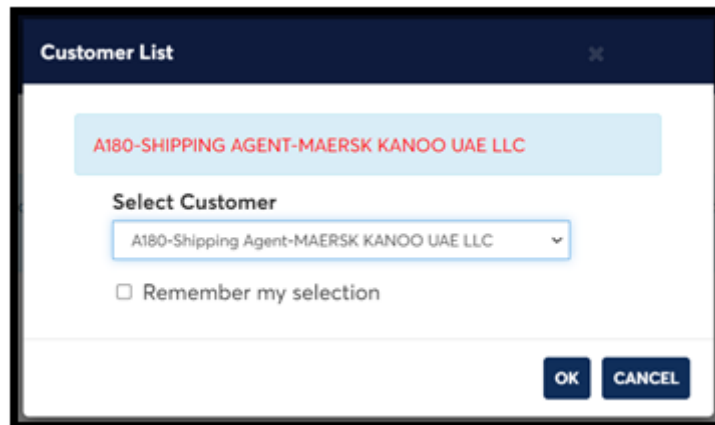 Customer List
A180-SHIPPING AGENT-MAERSK KANOO UAE LLC
Select Customer
A180-Shipping Agent-MAERSK KANOO UAE LLC
Remember my selection
OK CANCEL